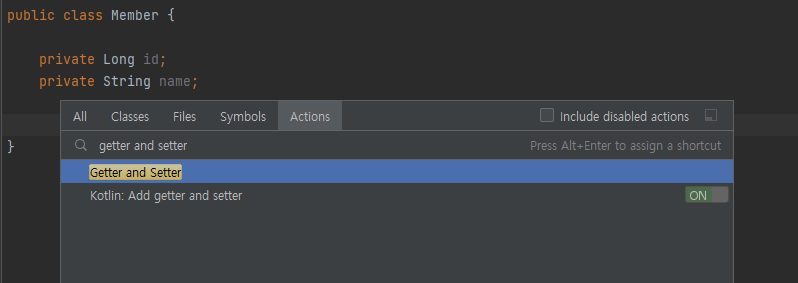 public class Member {
private Long id;
private String name;
All Classes Files Symbols Actions Include disabled actions
getter and setter Press Alt+Enter to assign a shortcut
Getter and Setter
Kotlin: Add getter and setter ON
}